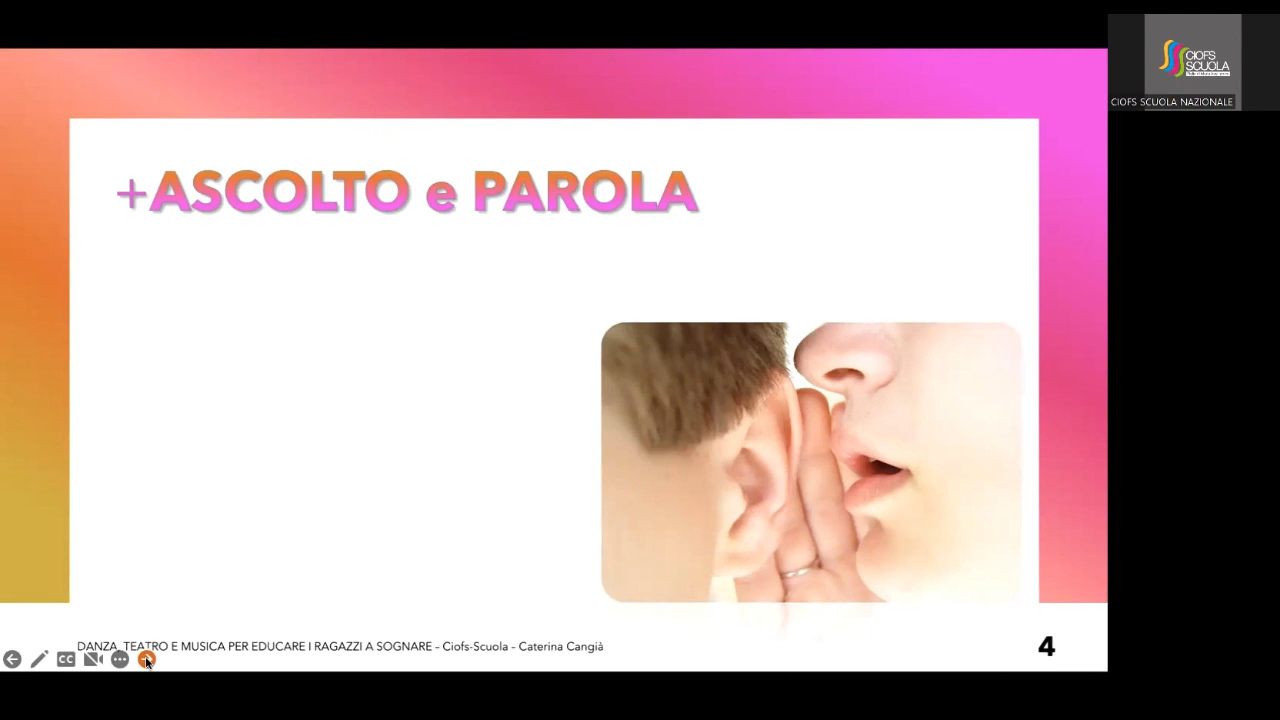 CIOFS
SCUOLA
CIOFS SCUOLA NAZIONALE
+ASCOLTO e PAROLA
DANZA, TEATRO E MUSICA PER EDUCARE I RAGAZZI A SOGNARE – Ciofs-Scuola – Caterina Cangià
4
CC